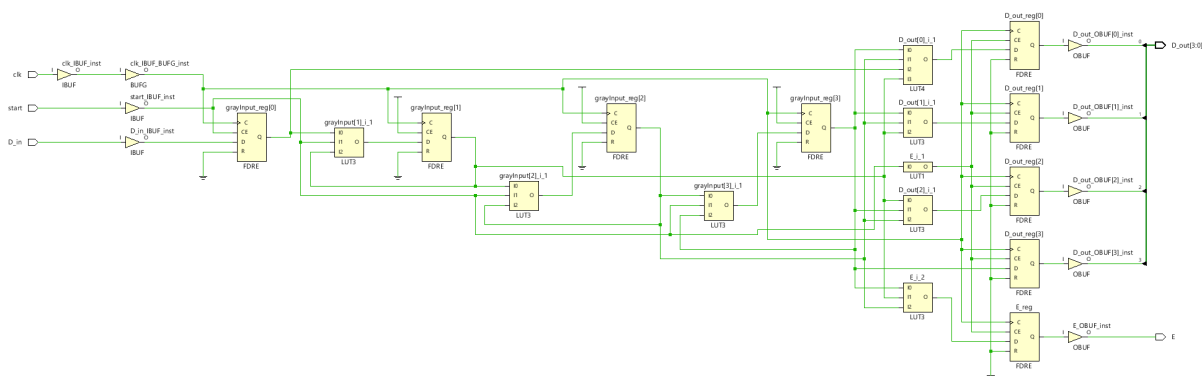 clk
clk_IBUF_inst
I
O
IBUF
clk_IBUF_BUFG_inst
I
O
BUFG
start
start_IBUF_inst
I
O
IBUF
D_in
D_in_IBUF_inst
I
O
IBUF
grayInput_reg[0]
C
CE
D
R
Q
FDRE
grayInput[1]_i_1
I0
I1
I2
O
LUT3
grayInput_reg[1]
C
CE
D
R
Q
FDRE
grayInput[2]_i_1
I0
I1
I2
O
LUT3
grayInput_reg[2]
C
CE
D
R
Q
FDRE
grayInput[3]_i_1
I0
I1
I2
O
LUT3
grayInput_reg[3]
C
CE
D
R
Q
FDRE
D_out[0]_i_1
I0
I1
I2
I3
O
LUT4
D_out[1]_i_1
I0
I1
I2
O
LUT3
E_i_1
I0
O
LUT1
D_out[2]_i_1
I0
I1
I2
O
LUT3
E_i_2
I0
I1
I2
O
LUT3
D_out_reg[0]
C
CE
D
R
Q
FDRE
D_out_reg[1]
C
CE
D
R
Q
FDRE
D_out_reg[2]
C
CE
D
R
Q
FDRE
D_out_reg[3]
C
CE
D
R
Q
FDRE
E_reg
C
CE
D
R
Q
FDRE
D_out_OBUF[0]_inst
I
O
OBUF
0
D_out[3:0]
D_out_OBUF[1]_inst
I
O
OBUF
1
D_out_OBUF[2]_inst
I
O
OBUF
2
D_out_OBUF[3]_inst
I
O
OBUF
3
E_OBUF_inst
I
O
OBUF
E